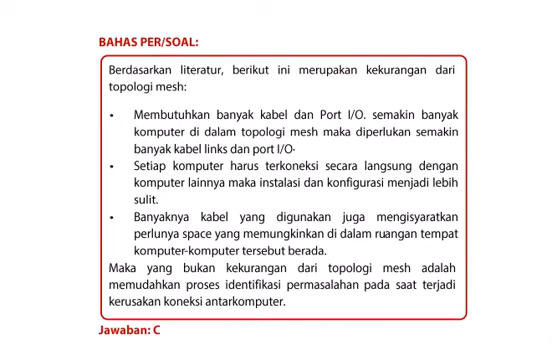 BAHAS PER/SOAL:
Berdasarkan literatur, berikut ini merupakan kekurangan dari
topologi mesh:
• Membutuhkan banyak kabel dan Port I/O. semakin banyak
komputer di dalam topologi mesh maka diperlukan semakin
banyak kabel links dan port I/O·
• Setiap komputer harus terkoneksi secara langsung dengan
komputer lainnya maka instalasi dan konfigurasi menjadi lebih
sulit.
• Banyaknya kabel yang digunakan juga mengisyaratkan
perlunya space yang memungkinkan di dalam ruangan tempat
komputer-komputer tersebut berada.
Maka yang bukan kekurangan dari topologi mesh adalah
memudahkan proses identifikasi permasalahan pada saat terjadi
kerusakan koneksi antarkomputer.
Jawaban: C